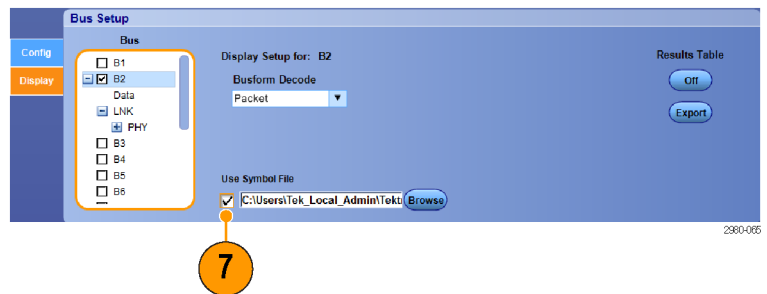 Bus Setup
Config
Display
Bus
B1
B2
Data
LNK
PHY
B3
B4
B5
B6
Display Setup for: B2
Busform Decode
Packet
Use Symbol File
C:\Users\Tek_Local_Admin\Tekt
Browse
Results Table
Off
Export
2980-065
7